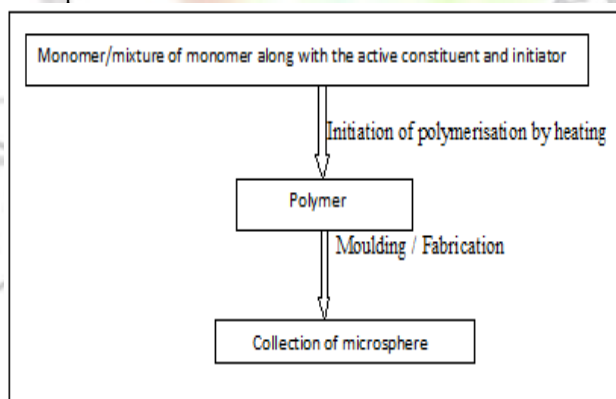 Monomer/mixture of monomer along with the active constituent and initiator
Initiation of polymerisation by heating
Polymer
Moulding / Fabrication
Collection of microsphere